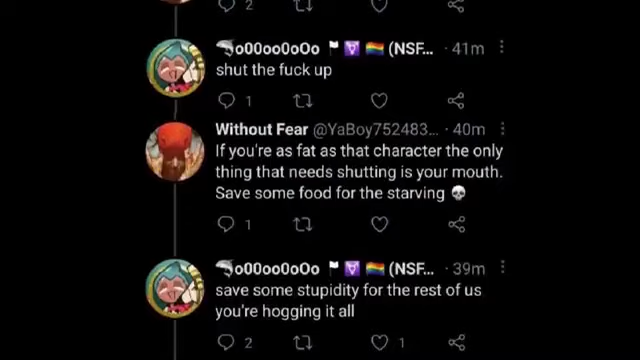 2
o00oo0oOo 🏳️ ⚧ 🏳️‍🌈 (NSF... · 41m
shut the fuck up
1
Without Fear @YaBoy752483... · 40m
If you're as fat as that character the only
thing that needs shutting is your mouth.
Save some food for the starving 💀
1
o00oo0oOo 🏳️ ⚧ 🏳️‍🌈 (NSF... · 39m
save some stupidity for the rest of us
you're hogging it all
2 1